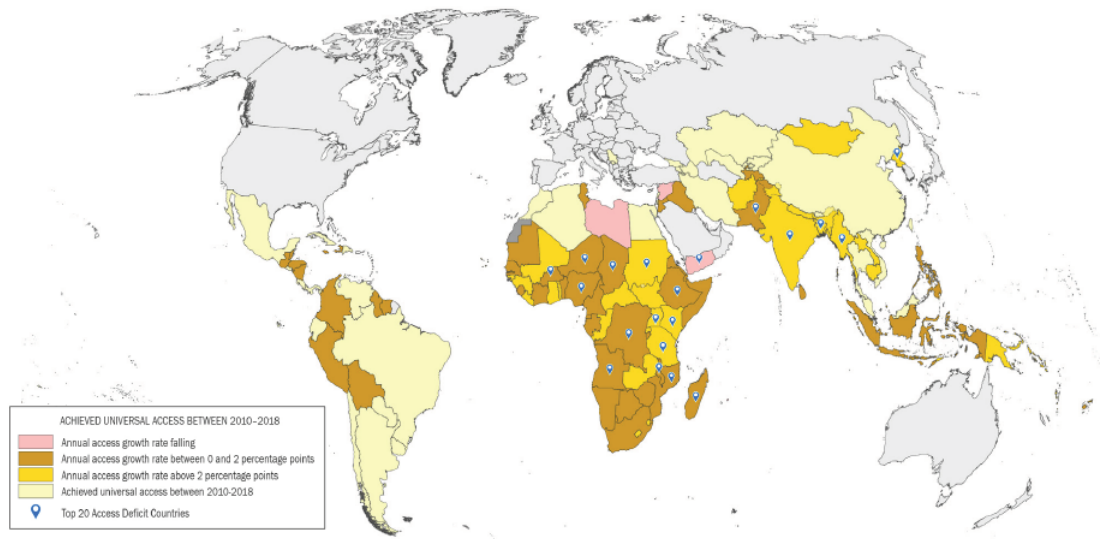 ACHIEVED UNIVERSAL ACCESS BETWEEN 2010–2018
Annual access growth rate falling
Annual access growth rate between 0 and 2 percentage points
Annual access growth rate above 2 percentage points
Achieved universal access between 2010-2018
Top 20 Access Deficit Countries